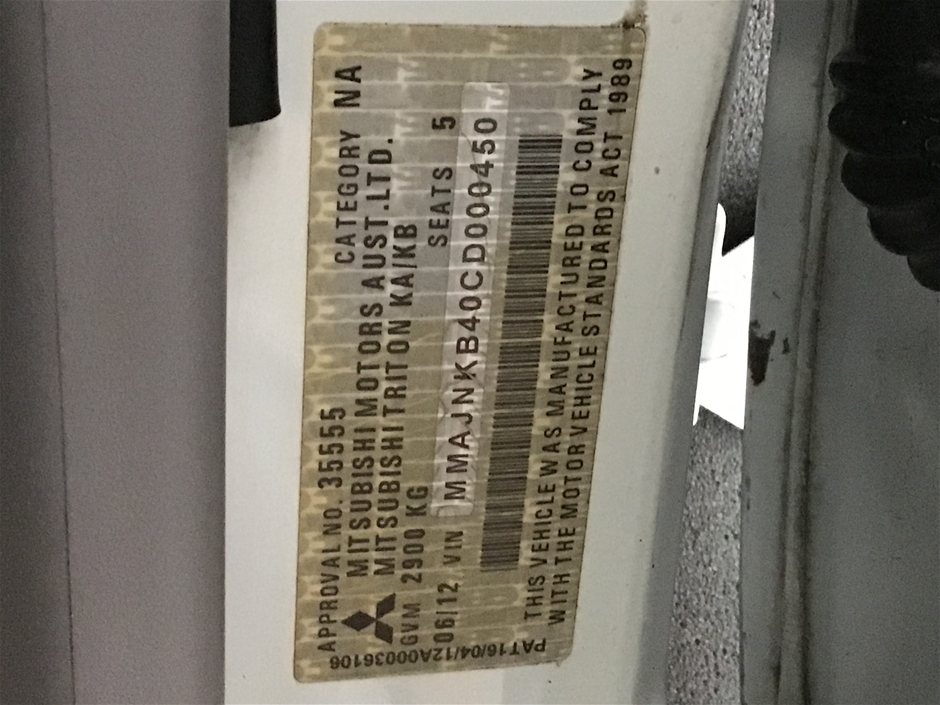 APPROVAL NO. 35555 CATEGORY NA
MITSUBISHI MOTORS AUST.LTD.
MITSUBISHI TRITON KA/KB
GVM 2900 KG SEATS 5
06/12 VIN MMAJNKB40CD000450
THIS VEHICLE WAS MANUFACTURED TO COMPLY
WITH THE MOTOR VEHICLE STANDARDS ACT 1989
PAT16/04/12A00036106